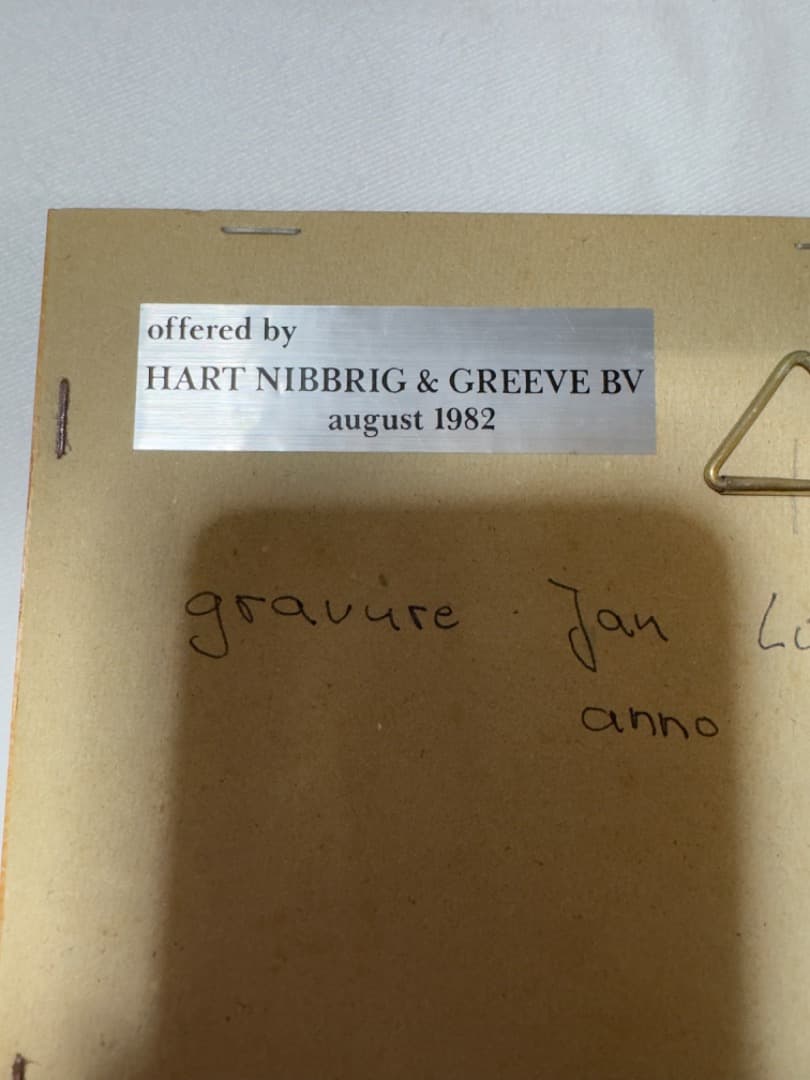 offered by
HART NIBBRIG & GREEVE BV
august 1982
gravure . Jan
anno